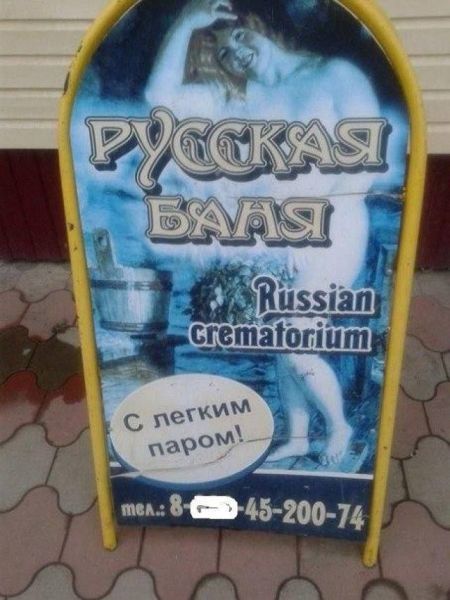 РУССКАЯ
БАНЯ
Russian
crematorium
С легким
паром!
тел.: 8- -45-200-74